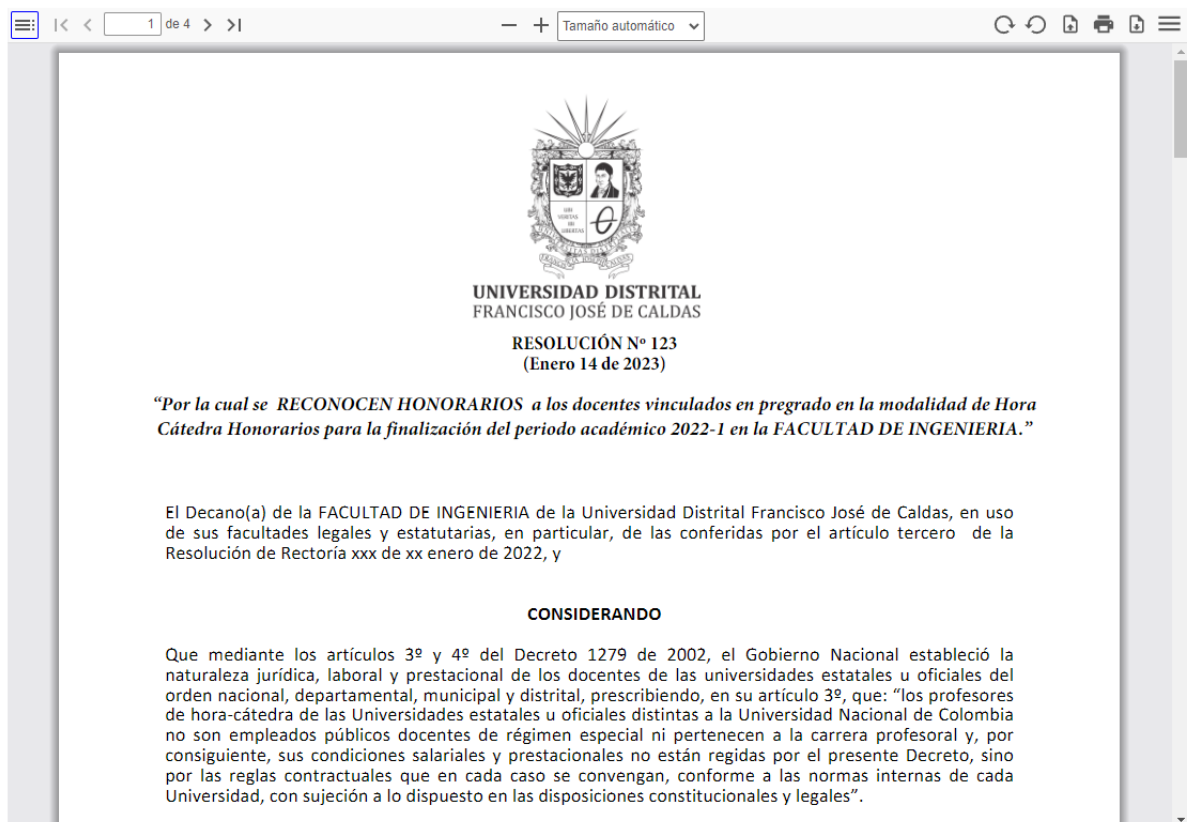 1 de 4 Tamaño automático
UNIVERSIDAD DISTRITAL
FRANCISCO JOSÉ DE CALDAS
RESOLUCIÓN Nº 123
(Enero 14 de 2023)
“Por la cual se RECONOCEN HONORARIOS a los docentes vinculados en pregrado en la modalidad de Hora
Cátedra Honorarios para la finalización del periodo académico 2022-1 en la FACULTAD DE INGENIERIA.”
El Decano(a) de la FACULTAD DE INGENIERIA de la Universidad Distrital Francisco José de Caldas, en uso
de sus facultades legales y estatutarias, en particular, de las conferidas por el artículo tercero de la
Resolución de Rectoría xxx de xx enero de 2022, y
CONSIDERANDO
Que mediante los artículos 3º y 4º del Decreto 1279 de 2002, el Gobierno Nacional estableció la
naturaleza jurídica, laboral y prestacional de los docentes de las universidades estatales u oficiales del
orden nacional, departamental, municipal y distrital, prescribiendo, en su artículo 3º, que: “los profesores
de hora-cátedra de las Universidades estatales u oficiales distintas a la Universidad Nacional de Colombia
no son empleados públicos docentes de régimen especial ni pertenecen a la carrera profesoral y, por
consiguiente, sus condiciones salariales y prestacionales no están regidas por el presente Decreto, sino
por las reglas contractuales que en cada caso se convengan, conforme a las normas internas de cada
Universidad, con sujeción a lo dispuesto en las disposiciones constitucionales y legales”.